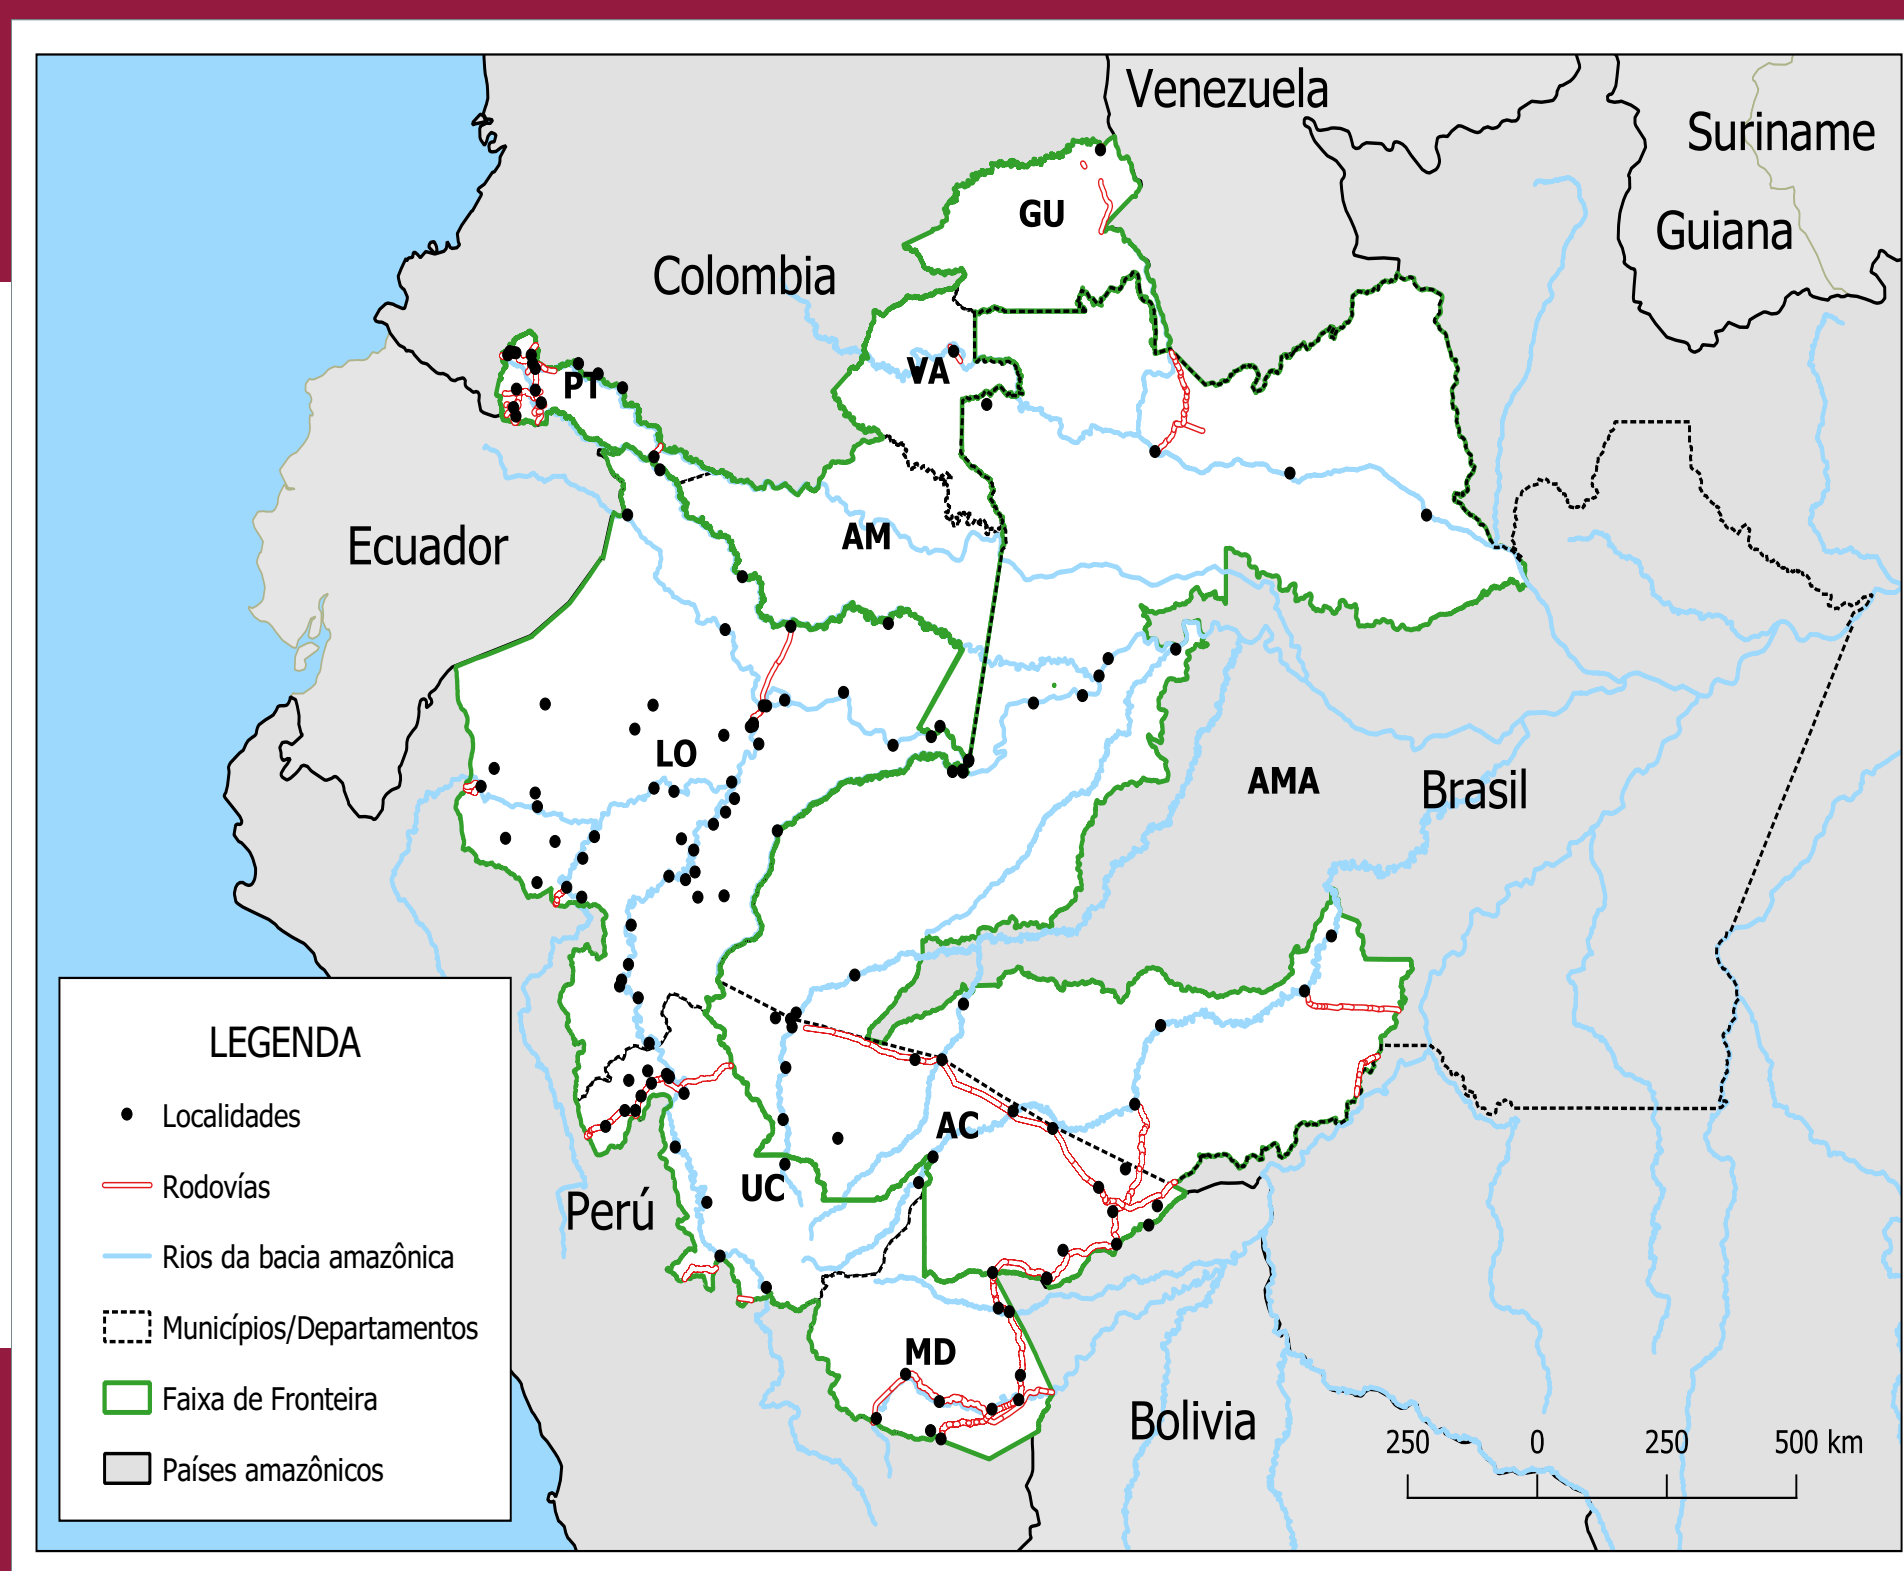 Venezuela
Suriname
GU
Guiana
Colombia
VA
PT
AM
Ecuador
LO
AMA
Brasil
LEGENDA
Localidades
Rodovías
Rios da bacia amazônica
Municípios/Departamentos
Faixa de Fronteira
Países amazônicos
AC
UC
Perú
MD
Bolivia
250 0 250 500 km